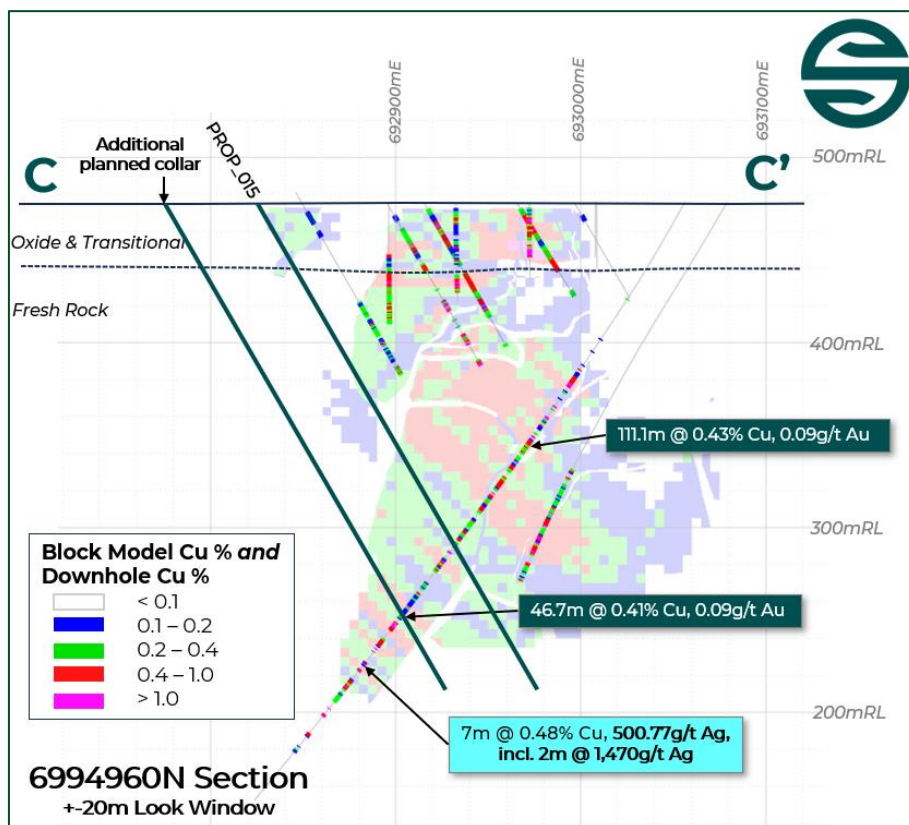 692900mE
693000mE
693100mE
Additional
planned collar
PROP_015
500mRL
C
C'
Oxide & Transitional
Fresh Rock
400mRL
111.1m @ 0.43% Cu, 0.09g/t Au
300mRL
Block Model Cu % and
Downhole Cu %
< 0.1
0.1 – 0.2
0.2 – 0.4
0.4 – 1.0
> 1.0
46.7m @ 0.41% Cu, 0.09g/t Au
200mRL
7m @ 0.48% Cu, 500.77g/t Ag,
incl. 2m @ 1,470g/t Ag
6994960N Section
+-20m Look Window